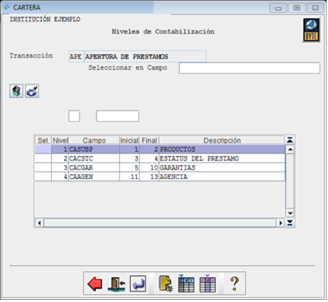 CARTERA
INSTITUCIÓN EJEMPLO
Niveles de Contabilización
Transacción APE APERTURA DE PRESTAMOS
Seleccionar en Campo
Sel. Nivel Campo Inicial Final Descripción
1 CASUBP 1 2 PRODUCTOS
2 CACSTC 3 4 ESTATUS DEL PRESTAMO
3 CACGAR 5 10 GARANTIAS
4 CAAGEN 11 13 AGENCIA
?